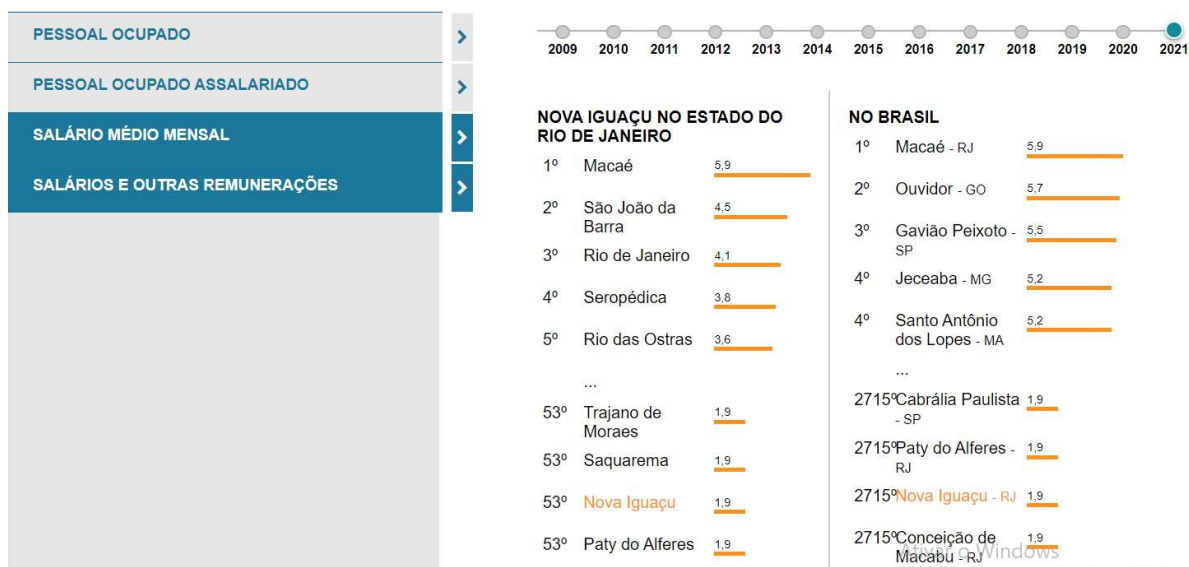 PESSOAL OCUPADO
PESSOAL OCUPADO ASSALARIADO
SALÁRIO MÉDIO MENSAL
SALÁRIOS E OUTRAS REMUNERAÇÕES
2009 2010 2011 2012 2013 2014 2015 2016 2017 2018 2019 2020 2021
NOVA IGUAÇU NO ESTADO DO
RIO DE JANEIRO
1º Macaé 5,9
2º São João da 4,5
Barra
3º Rio de Janeiro 4,1
4º Seropédica 3,8
5º Rio das Ostras 3,6
...
53º Trajano de 1,9
Moraes
53º Saquarema 1,9
53º Nova Iguaçu 1,9
53º Paty do Alferes 1,9
NO BRASIL
1º Macaé - RJ 5,9
2º Ouvidor - GO 5,7
3º Gavião Peixoto - 5,5
SP
4º Jeceaba - MG 5,2
4º Santo Antônio 5,2
dos Lopes - MA
...
2715º Cabrália Paulista 1,9
- SP
2715º Paty do Alferes - 1,9
RJ
2715º Nova Iguaçu - RJ 1,9
2715º Conceição de 1,9
Macabu - RJ
Ativar o Windows